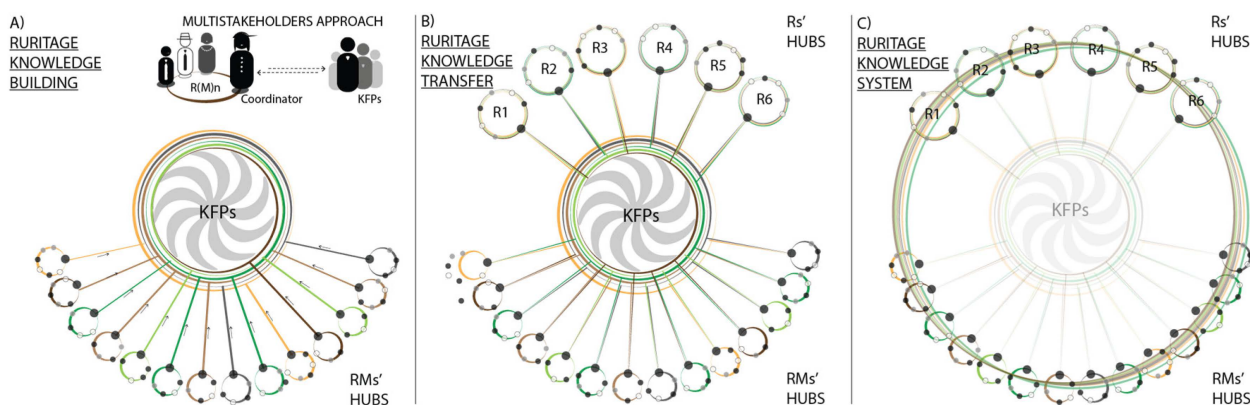 A)
RURITAGE
KNOWLEDGE
BUILDING
MULTISTAKEHOLDERS APPROACH
R(M)n
Coordinator
KFPs
KFPs
RMs'
HUBS
B)
RURITAGE
KNOWLEDGE
TRANSFER
R1
R2
R3
R4
R5
R6
Rs'
HUBS
KFPs
RMs'
HUBS
C)
RURITAGE
KNOWLEDGE
SYSTEM
R1
R2
R3
R4
R5
R6
Rs'
HUBS
KFPs
RMs'
HUBS